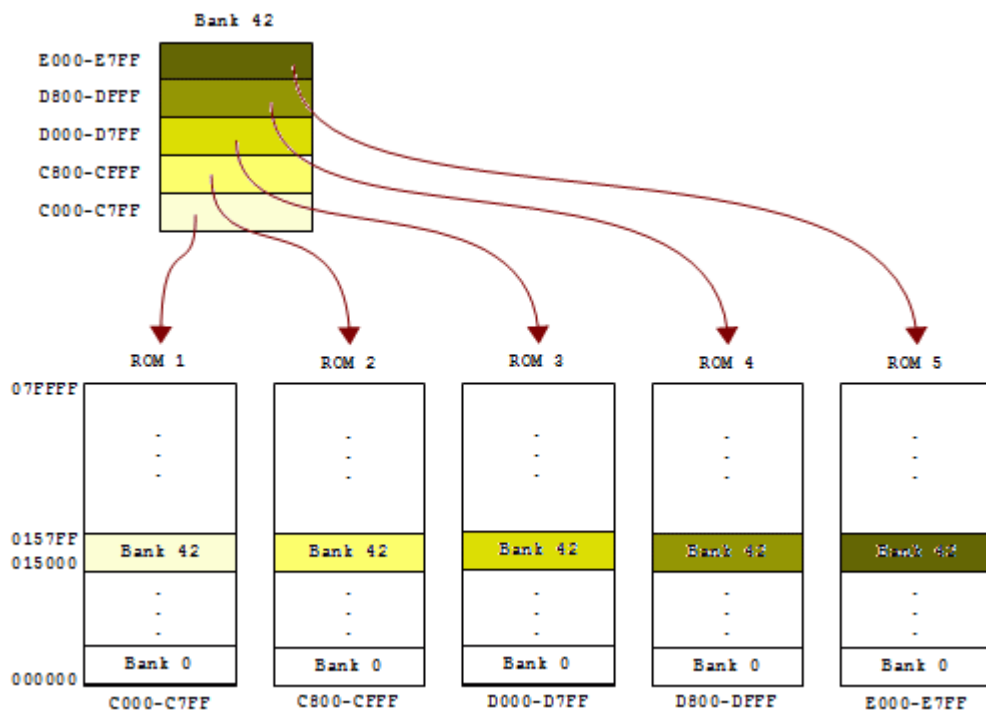 Bank 42
E000-E7FF
D800-DFFF
D000-D7FF
C800-CFFF
C000-C7FF
ROM 1 ROM 2 ROM 3 ROM 4 ROM 5
07FFFF
0157FF
015000
Bank 42 Bank 42 Bank 42 Bank 42 Bank 42
Bank 0 Bank 0 Bank 0 Bank 0 Bank 0
000000
C000-C7FF C800-CFFF D000-D7FF D800-DFFF E000-E7FF